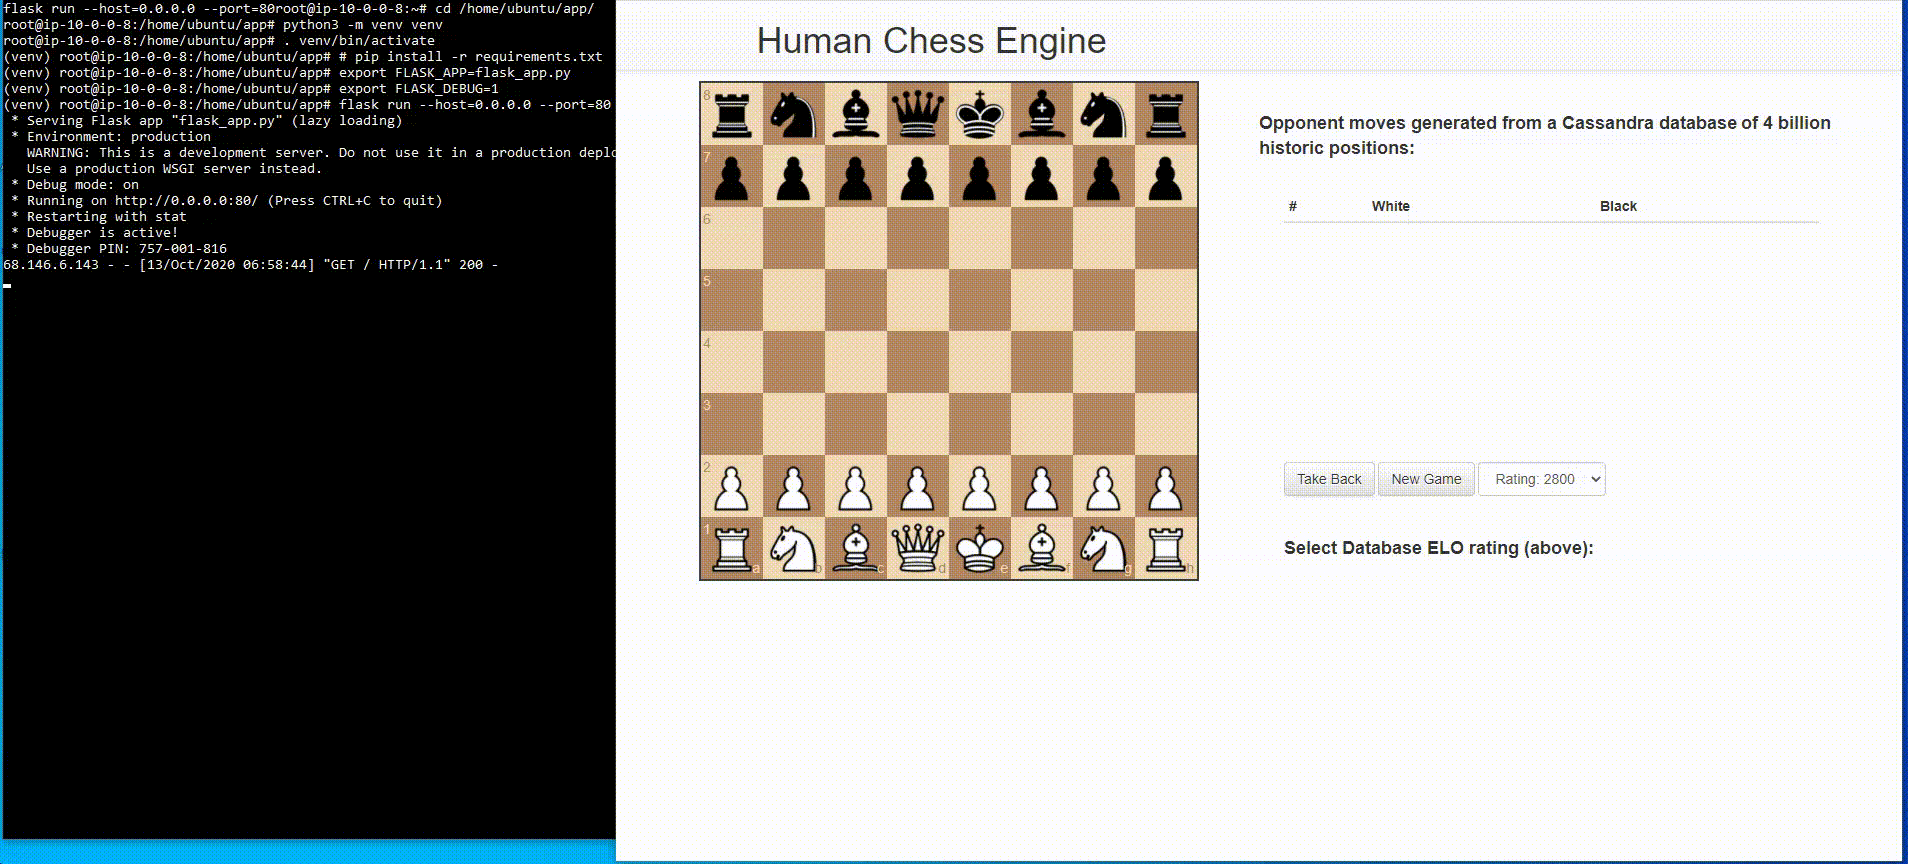 flask run --host=0.0.0.0 --port=80root@ip-10-0-0-8:~# cd /home/ubuntu/app/
root@ip-10-0-0-8:/home/ubuntu/app# python3 -m venv venv
root@ip-10-0-0-8:/home/ubuntu/app# . venv/bin/activate
(venv) root@ip-10-0-0-8:/home/ubuntu/app# # pip install -r requirements.txt
(venv) root@ip-10-0-0-8:/home/ubuntu/app# export FLASK_APP=flask_app.py
(venv) root@ip-10-0-0-8:/home/ubuntu/app# export FLASK_DEBUG=1
(venv) root@ip-10-0-0-8:/home/ubuntu/app# flask run --host=0.0.0.0 --port=80
* Serving Flask app "flask_app.py" (lazy loading)
* Environment: production
WARNING: This is a development server. Do not use it in a production deplo
Use a production WSGI server instead.
* Debug mode: on
* Running on http://0.0.0.0:80/ (Press CTRL+C to quit)
* Restarting with stat
* Debugger is active!
* Debugger PIN: 757-001-816
68.146.6.143 - - [13/Oct/2020 06:58:44] "GET / HTTP/1.1" 200 -
Human Chess Engine
8
7
6
5
4
3
2
1
a b c d e f g h
Opponent moves generated from a Cassandra database of 4 billion
historic positions:
# White Black
Take Back New Game Rating: 2800
Select Database ELO rating (above):